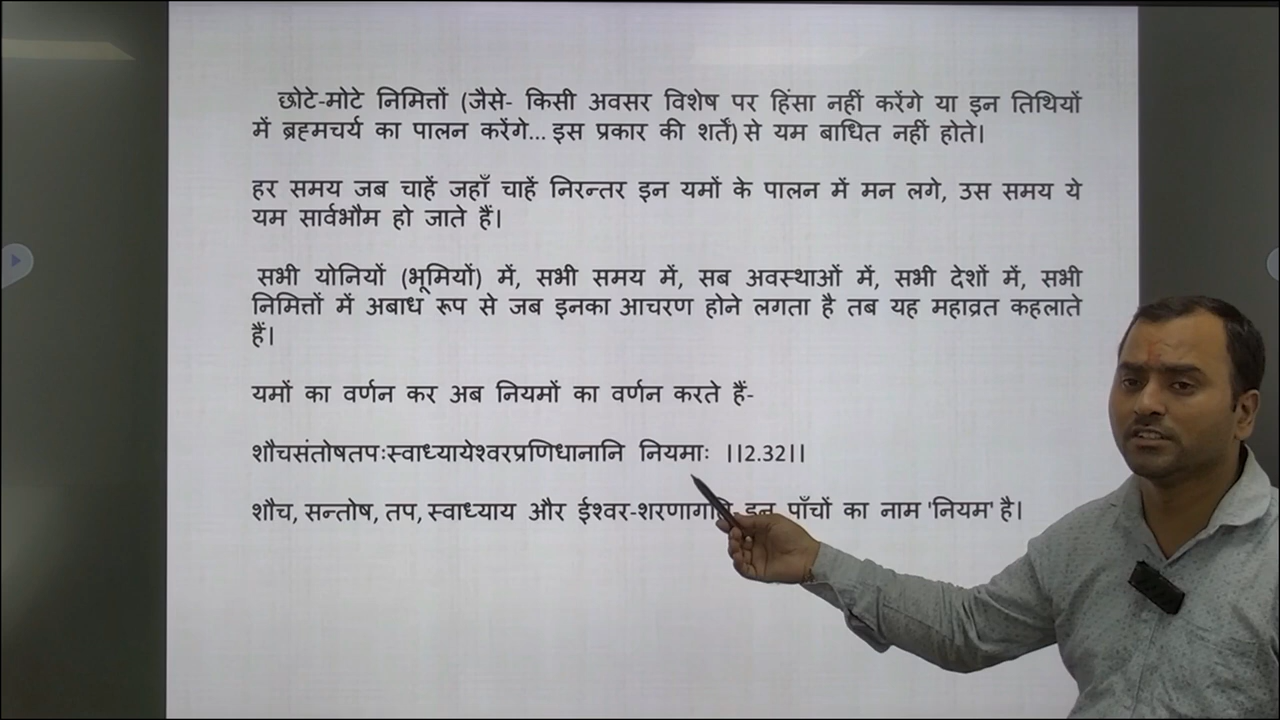 छोटे-मोटे निमित्तों (जैसे- किसी अवसर विशेष पर हिंसा नहीं करेंगे या इन तिथियों
में ब्रह्मचर्य का पालन करेंगे... इस प्रकार की शर्तें) से यम बाधित नहीं होते।
हर समय जब चाहें जहाँ चाहें निरन्तर इन यमों के पालन में मन लगे, उस समय ये
यम सार्वभौम हो जाते हैं।
सभी योनियों (भूमियों) में, सभी समय में, सब अवस्थाओं में, सभी देशों में, सभी
निमित्तों में अबाध रूप से जब इनका आचरण होने लगता है तब यह महाव्रत कहलाते
हैं।
यमों का वर्णन कर अब नियमों का वर्णन करते हैं-
शौचसंतोषतपःस्वाध्यायेश्वरप्रणिधानानि नियमाः ।।2.32।।
शौच, सन्तोष, तप, स्वाध्याय और ईश्वर-शरणागति इन पाँचों का नाम 'नियम' है।